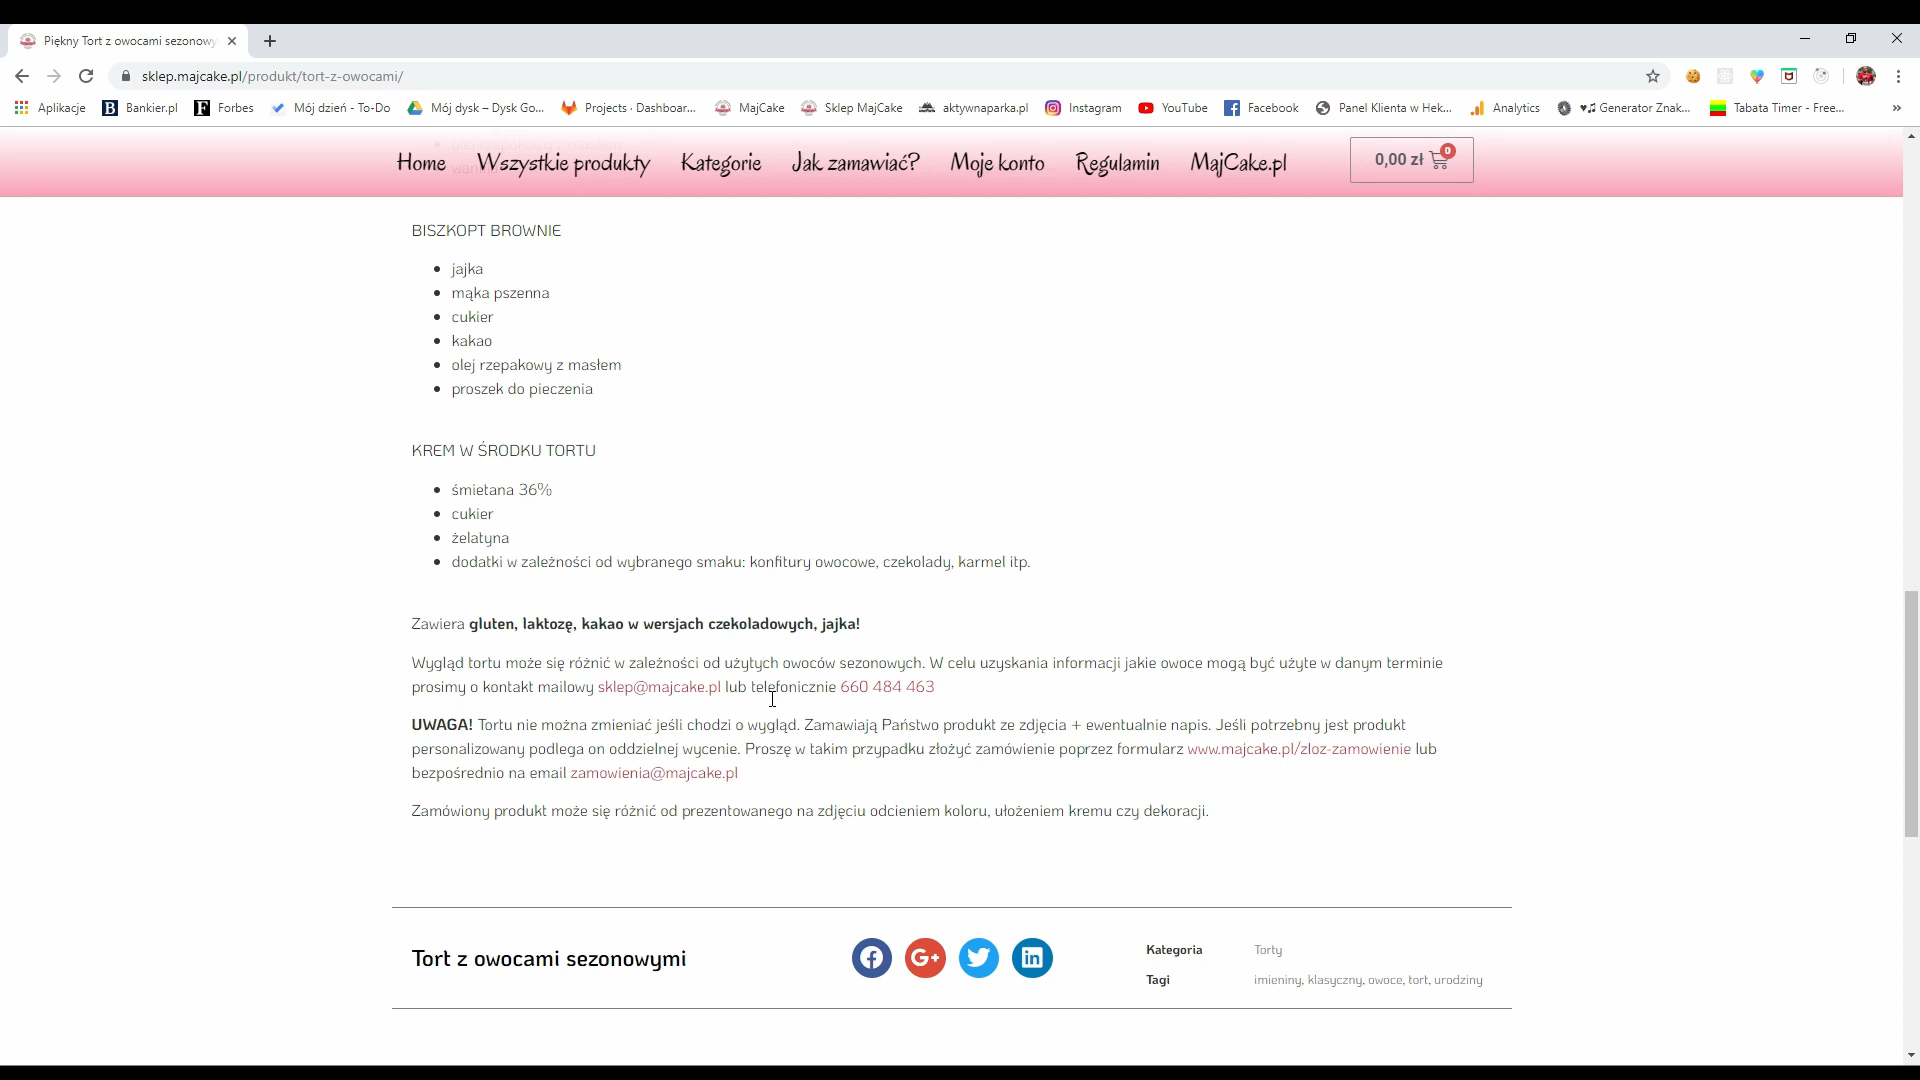 Piękny Tort z owocami sezonowy
sklep.majcake.pl/produkt/tort-z-owocami/
Aplikacje Bankier.pl Forbes Mój dzień - To-Do Mój dysk – Dysk Go... Projects · Dashboar... MajCake Sklep MajCake aktywnaparka.pl Instagram YouTube Facebook Panel Klienta w Hek... Analytics ♥♫ Generator Znak... Tabata Timer - Free... »
Home Wszystkie produkty Kategorie Jak zamawiać? Moje konto Regulamin MajCake.pl 0,00 zł 0
BISZKOPT BROWNIE
• jajka
• mąka pszenna
• cukier
• kakao
• olej rzepakowy z masłem
• proszek do pieczenia
KREM W ŚRODKU TORTU
• śmietana 36%
• cukier
• żelatyna
• dodatki w zależności od wybranego smaku: konfitury owocowe, czekolady, karmel itp.
Zawiera gluten, laktozę, kakao w wersjach czekoladowych, jajka!
Wygląd tortu może się różnić w zależności od użytych owoców sezonowych. W celu uzyskania informacji jakie owoce mogą być użyte w danym terminie
prosimy o kontakt mailowy sklep@majcake.pl lub telefonicznie 660 484 463
UWAGA! Tortu nie można zmieniać jeśli chodzi o wygląd. Zamawiają Państwo produkt ze zdjęcia + ewentualnie napis. Jeśli potrzebny jest produkt
personalizowany podlega on oddzielnej wycenie. Proszę w takim przypadku złożyć zamówienie poprzez formularz www.majcake.pl/zloz-zamowienie lub
bezpośrednio na email zamowienia@majcake.pl
Zamówiony produkt może się różnić od prezentowanego na zdjęciu odcieniem koloru, ułożeniem kremu czy dekoracji.
Tort z owocami sezonowymi
Kategoria Torty
Tagi imieniny, klasyczny, owoce, tort, urodziny